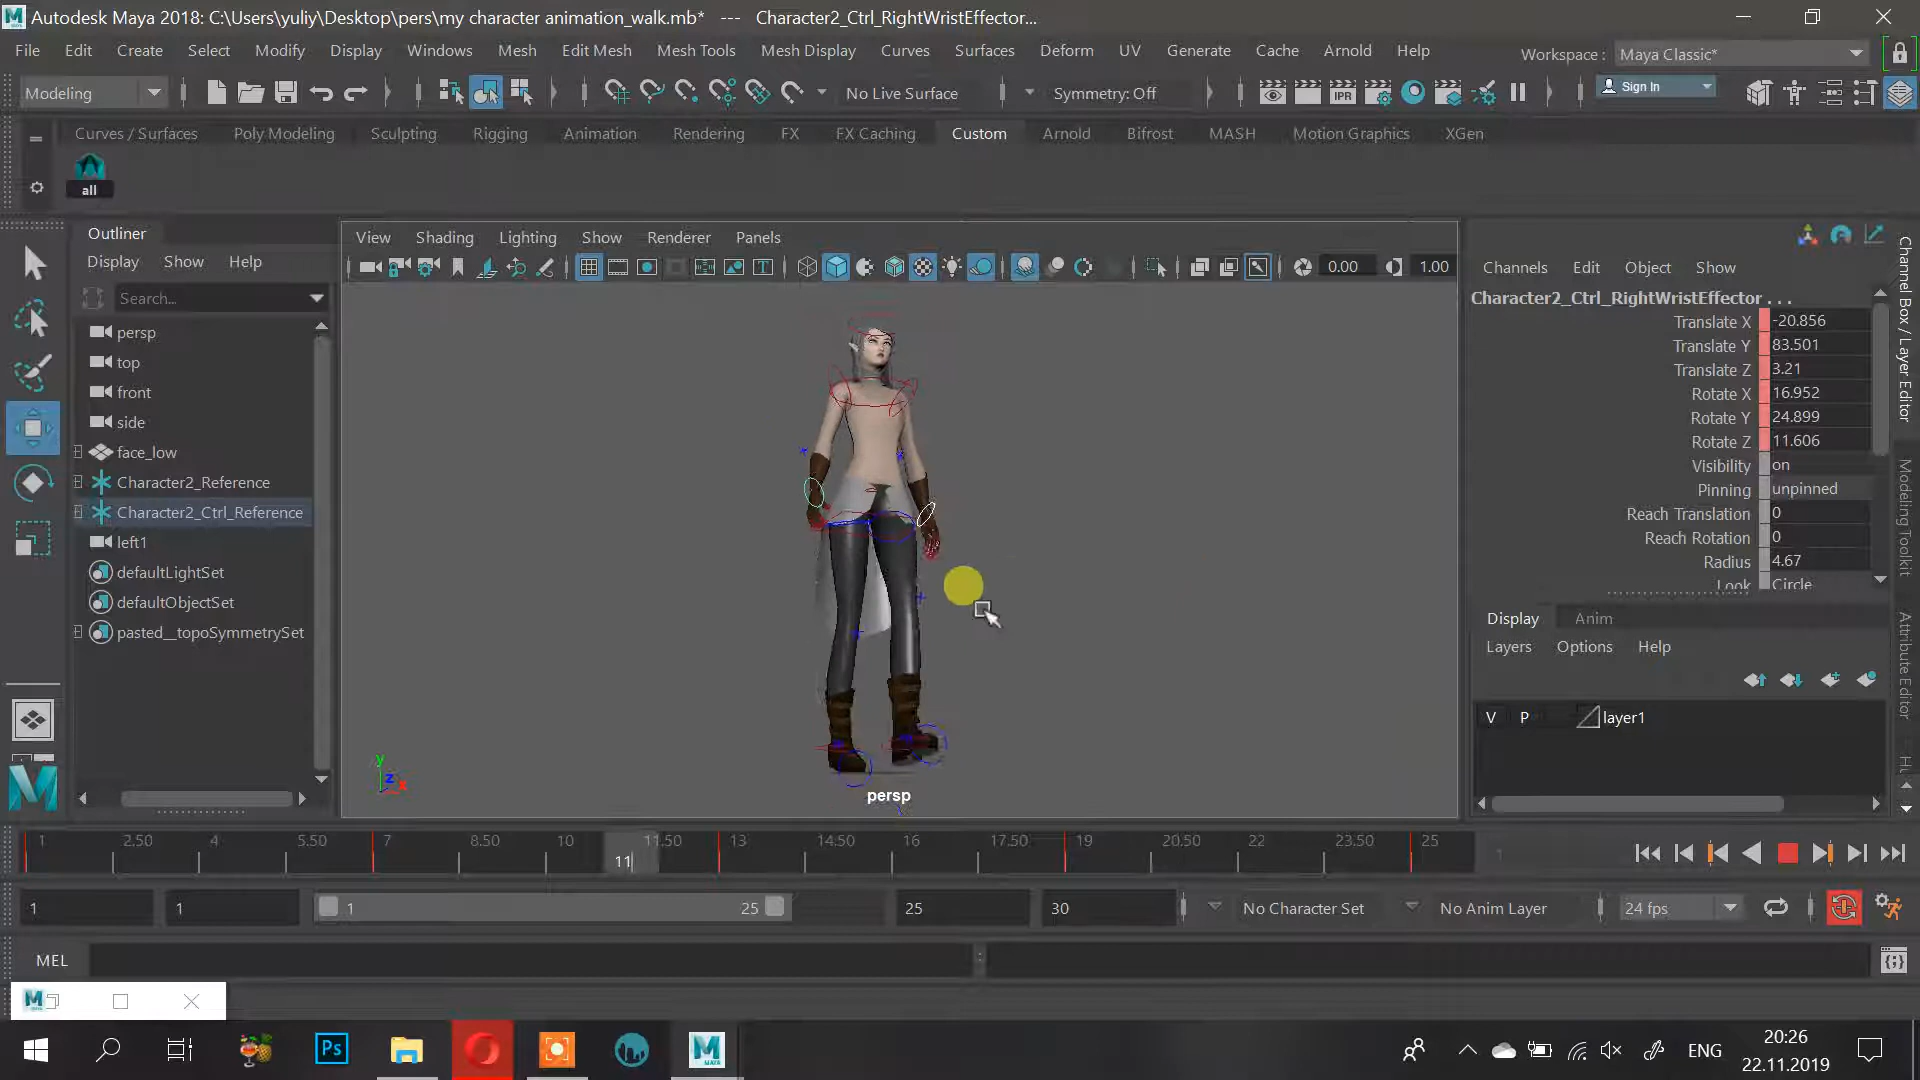 Autodesk Maya 2018: C:\Users\yuliy\Desktop\pers\my character animation_walk.mb* --- Character2_Ctrl_RightWristEffector...
File Edit Create Select Modify Display Windows Mesh Edit Mesh Mesh Tools Mesh Display Curves Surfaces Deform UV Generate Cache Arnold Help Workspace : Maya Classic*
Modeling No Live Surface Symmetry: Off IPR Sign In
Curves / Surfaces Poly Modeling Sculpting Rigging Animation Rendering FX FX Caching Custom Arnold Bifrost MASH Motion Graphics XGen
all
Outliner
Display Show Help
Search...
persp
top
front
side
face_low
Character2_Reference
Character2_Ctrl_Reference
left1
defaultLightSet
defaultObjectSet
pasted__topoSymmetrySet
View Shading Lighting Show Renderer Panels
0.00 1.00
y
z
x
persp
Channels Edit Object Show
Character2_Ctrl_RightWristEffector . . .
Translate X -20.856
Translate Y 83.501
Translate Z 3.21
Rotate X 16.952
Rotate Y 24.899
Rotate Z 11.606
Visibility on
Pinning unpinned
Reach Translation 0
Reach Rotation 0
Radius 4.67
Look Circle
Display Anim
Layers Options Help
V P layer1
Channel Box / Layer Editor
Modeling Toolkit
Attribute Editor
1 2.50 4 5.50 7 8.50 10 11.50 13 14.50 16 17.50 19 20.50 22 23.50 25 1
11
1 1 1 25 25 30 No Character Set No Anim Layer 24 fps
MEL
M
Ps
MAYA
ENG
20:26
22.11.2019